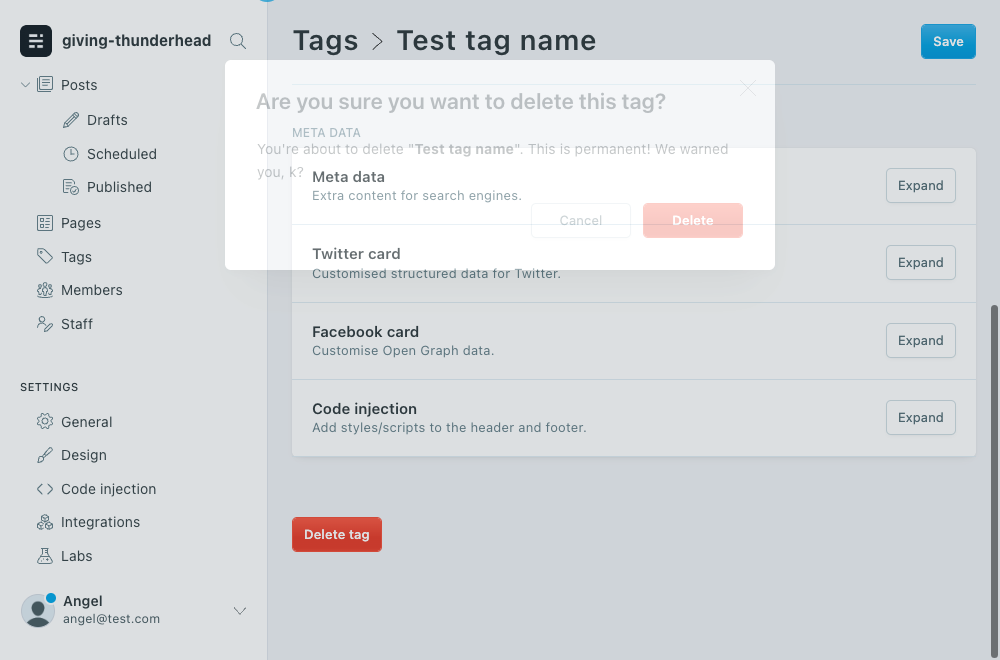 giving-thunderhead
Posts
Drafts
Scheduled
Published
Pages
Tags
Members
Staff
SETTINGS
General
Design
Code injection
Integrations
Labs
Angel
angel@test.com
Tags > Test tag name
Save
Are you sure you want to delete this tag?
You're about to delete "Test tag name". This is permanent! We warned
you, k?
Cancel
Delete
META DATA
Meta data
Extra content for search engines.
Expand
Twitter card
Customised structured data for Twitter.
Expand
Facebook card
Customise Open Graph data.
Expand
Code injection
Add styles/scripts to the header and footer.
Expand
Delete tag